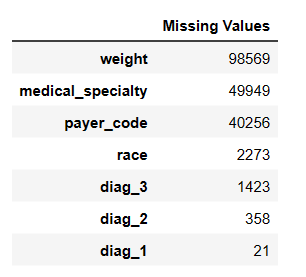 Missing Values
weight 98569
medical_specialty 49949
payer_code 40256
race 2273
diag_3 1423
diag_2 358
diag_1 21